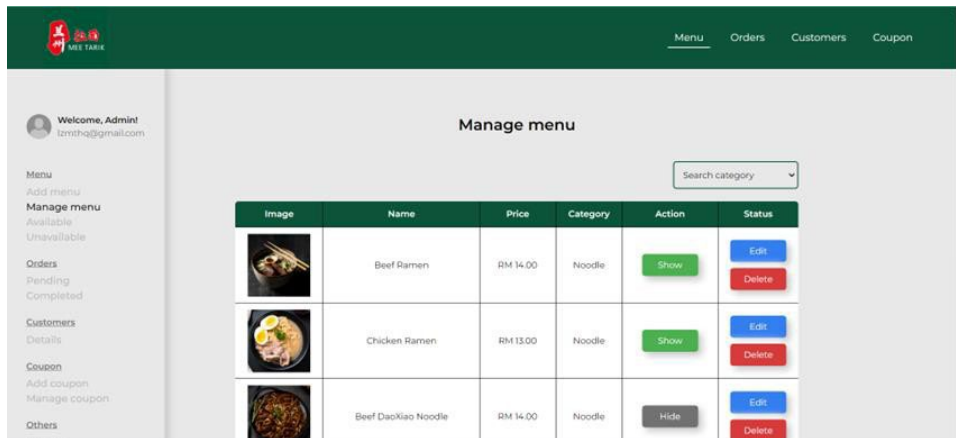 兰州
MEE TARIK
Menu Orders Customers Coupon
Welcome, Admin!
lzmthq@gmail.com
Menu
Add menu
Manage menu
Available
Unavailable
Orders
Pending
Completed
Customers
Details
Coupon
Add coupon
Manage coupon
Others
Manage menu
Search category
Image Name Price Category Action Status
Beef Ramen RM 14.00 Noodle Show Edit
Delete
Chicken Ramen RM 13.00 Noodle Show Edit
Delete
Beef DaoXiao Noodle RM 14.00 Noodle Hide Edit
Delete